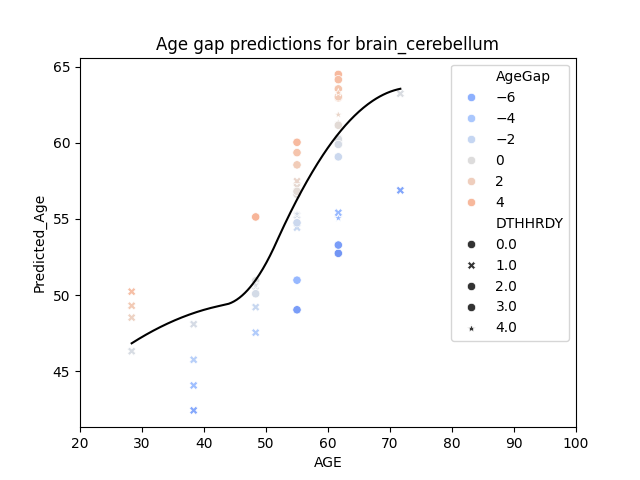 Age gap predictions for brain_cerebellum
Predicted_Age
65
60
55
50
45
20 30 40 50 60 70 80 90 100
AGE
AgeGap
−6
−4
−2
0
2
4
DTHHRDY
0.0
1.0
2.0
3.0
4.0